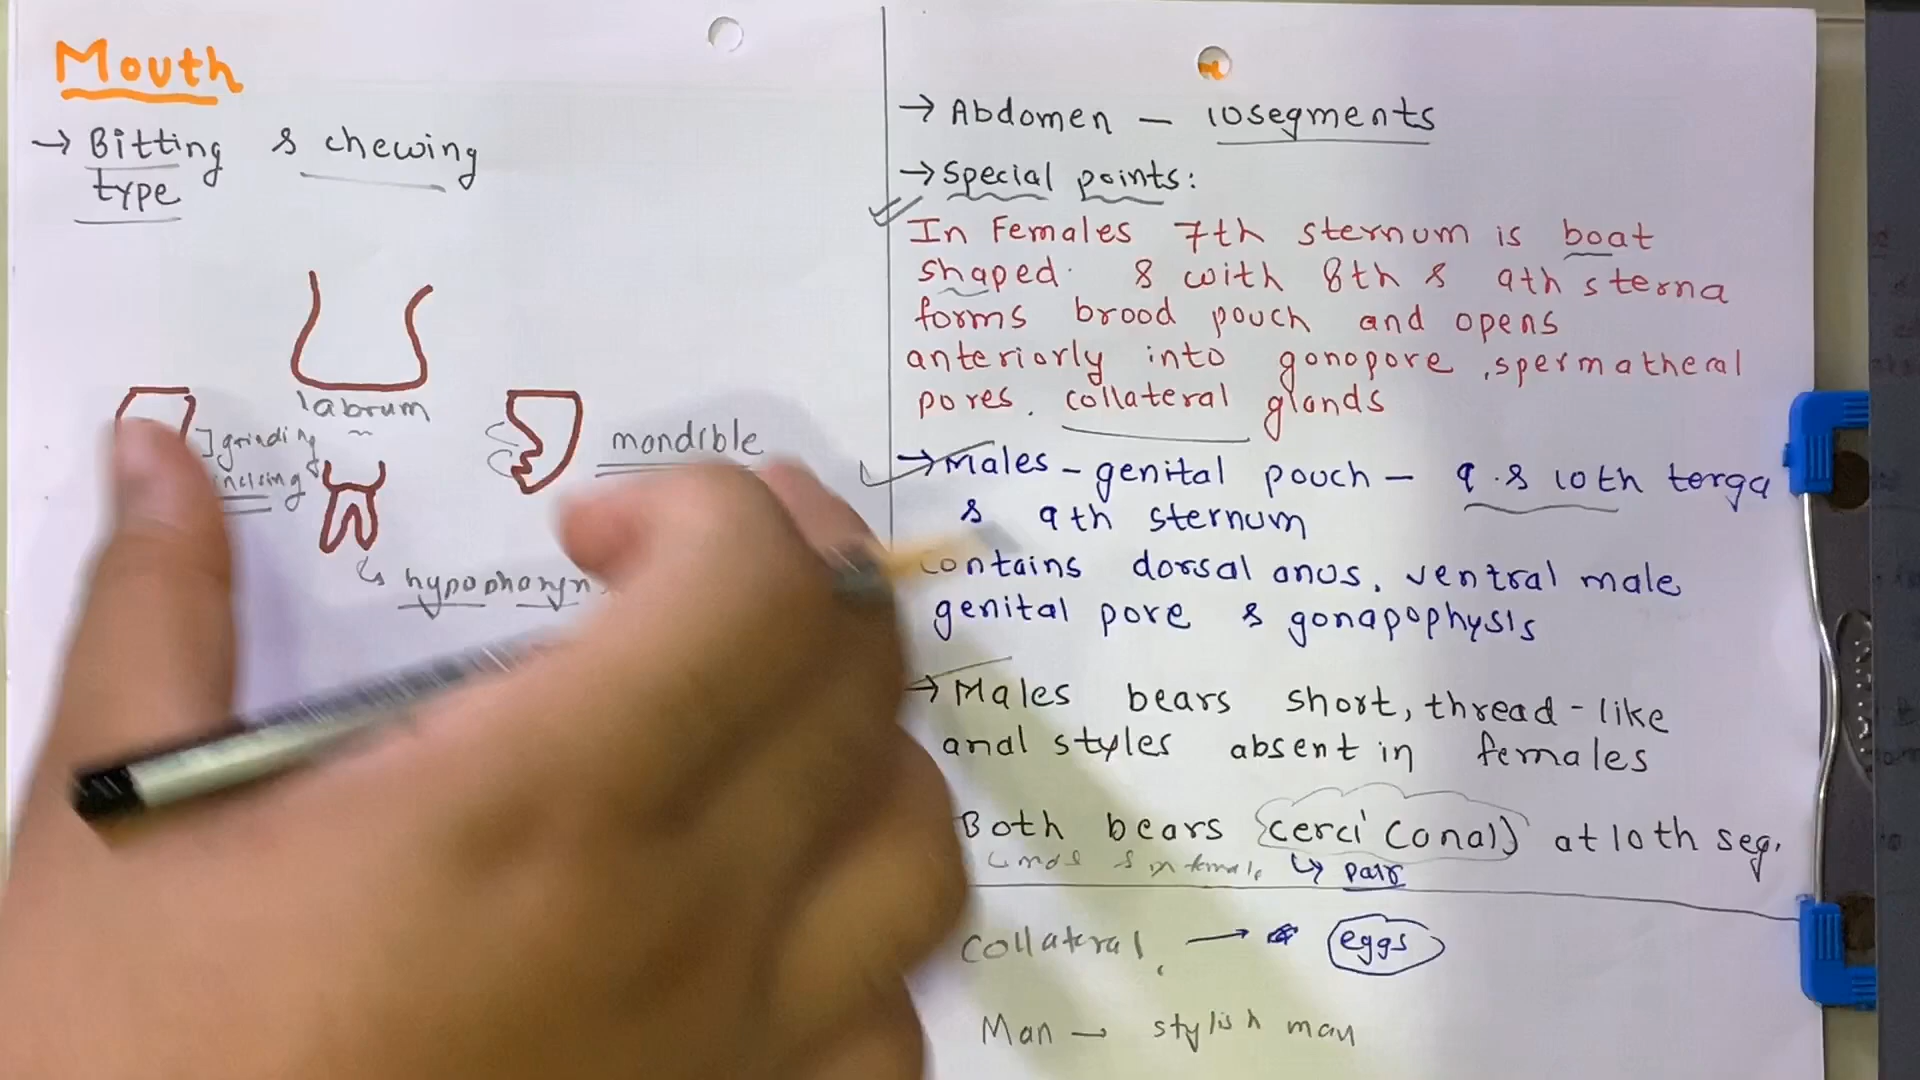 Mouth
→ Bitting & chewing
type
labrum
grinding
mandible
→ Abdomen - 10segments
→ Special points:
In Females 7th sternum is boat
shaped. & with 8th & 9th sterna
forms brood pouch and opens
anteriorly into gonopore, spermathecal
pores. collateral glands
→ Males - genital pouch - 9. & 10th terga
& 9th sternum
contains dorsal anus, ventral male
genital pore & gonapophysis
→ Males bears short, thread-like
anal styles absent in females
Both bears cerci (anal) at 10th seg.
↳ pair
Collateral → eggs
Man → stylish man